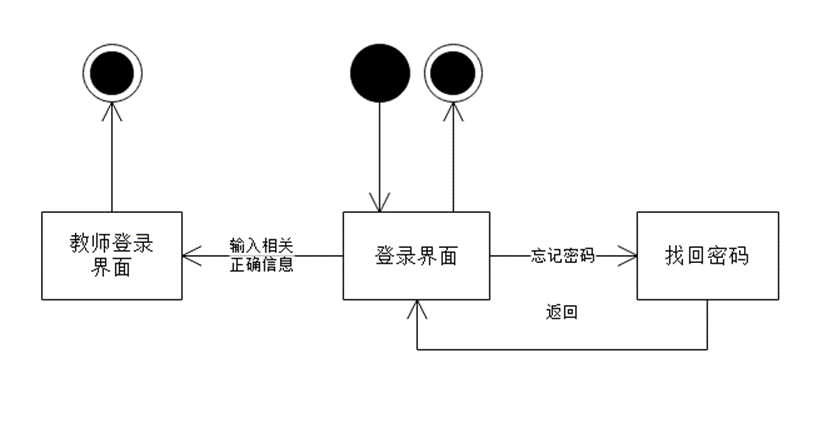 教师登录
界面
输入相关
正确信息
登录界面
忘记密码
找回密码
返回